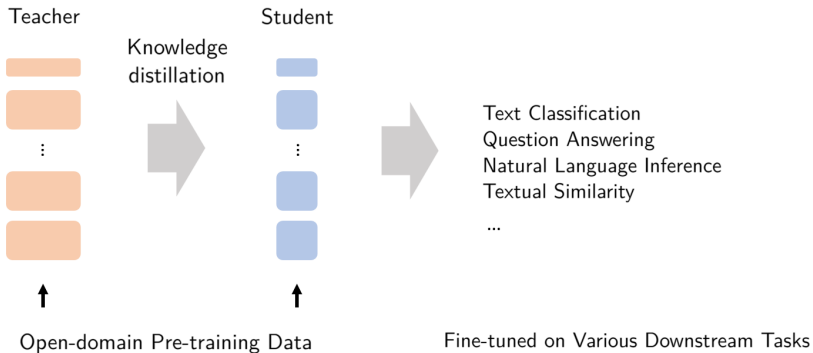 Teacher
Student
Knowledge
distillation
⋮
⋮
Text Classification
Question Answering
Natural Language Inference
Textual Similarity
...
Open-domain Pre-training Data
Fine-tuned on Various Downstream Tasks